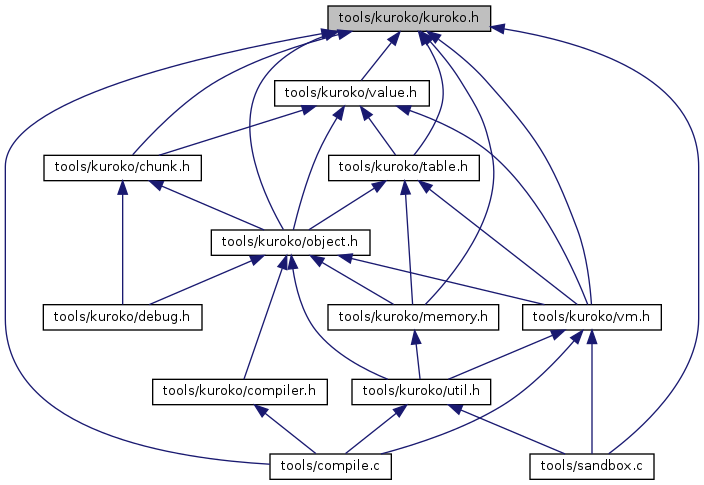 tools/kuroko/kuroko.h
tools/kuroko/value.h
tools/kuroko/chunk.h
tools/kuroko/table.h
tools/kuroko/object.h
tools/kuroko/debug.h
tools/kuroko/memory.h
tools/kuroko/vm.h
tools/kuroko/compiler.h
tools/kuroko/util.h
tools/compile.c
tools/sandbox.c